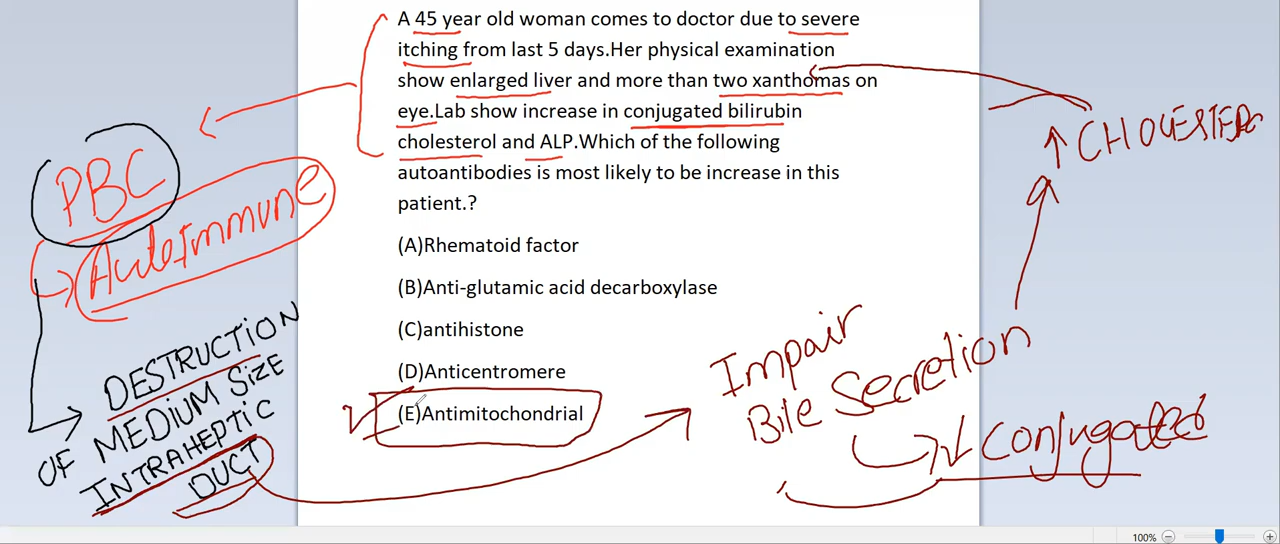 A 45 year old woman comes to doctor due to severe
itching from last 5 days.Her physical examination
show enlarged liver and more than two xanthomas on
eye.Lab show increase in conjugated bilirubin
cholesterol and ALP.Which of the following
autoantibodies is most likely to be increase in this
patient.?
(A)Rhematoid factor
(B)Anti-glutamic acid decarboxylase
(C)antihistone
(D)Anticentromere
(E)Antimitochondrial
PBC
AutoImmune
DESTRUCTION
OF MEDIUM SIZE
INTRAHEPTIC
DUCT
Impair
Bile Secretion
Conjugated
↑ CHOLESTERO
100%